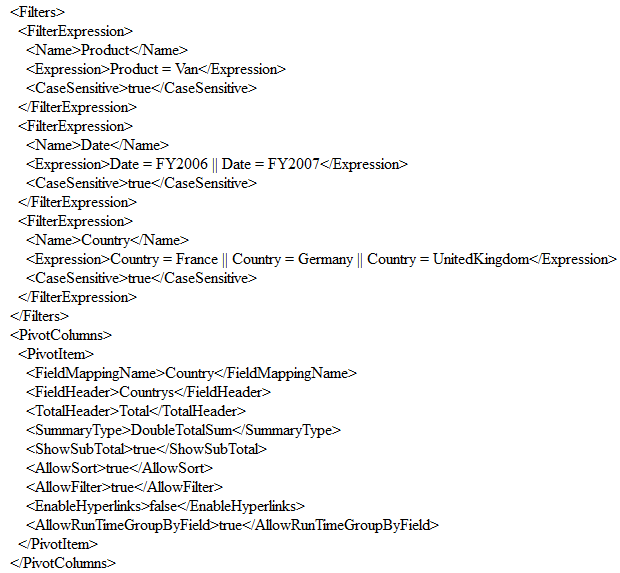 <Filters>
<FilterExpression>
<Name>Product</Name>
<Expression>Product = Van</Expression>
<CaseSensitive>true</CaseSensitive>
</FilterExpression>
<FilterExpression>
<Name>Date</Name>
<Expression>Date = FY2006 || Date = FY2007</Expression>
<CaseSensitive>true</CaseSensitive>
</FilterExpression>
<FilterExpression>
<Name>Country</Name>
<Expression>Country = France || Country = Germany || Country = UnitedKingdom</Expression>
<CaseSensitive>true</CaseSensitive>
</FilterExpression>
</Filters>
<PivotColumns>
<PivotItem>
<FieldMappingName>Country</FieldMappingName>
<FieldHeader>Countrys</FieldHeader>
<TotalHeader>Total</TotalHeader>
<SummaryType>DoubleTotalSum</SummaryType>
<ShowSubTotal>true</ShowSubTotal>
<AllowSort>true</AllowSort>
<AllowFilter>true</AllowFilter>
<EnableHyperlinks>false</EnableHyperlinks>
<AllowRunTimeGroupByField>true</AllowRunTimeGroupByField>
</PivotItem>
</PivotColumns>